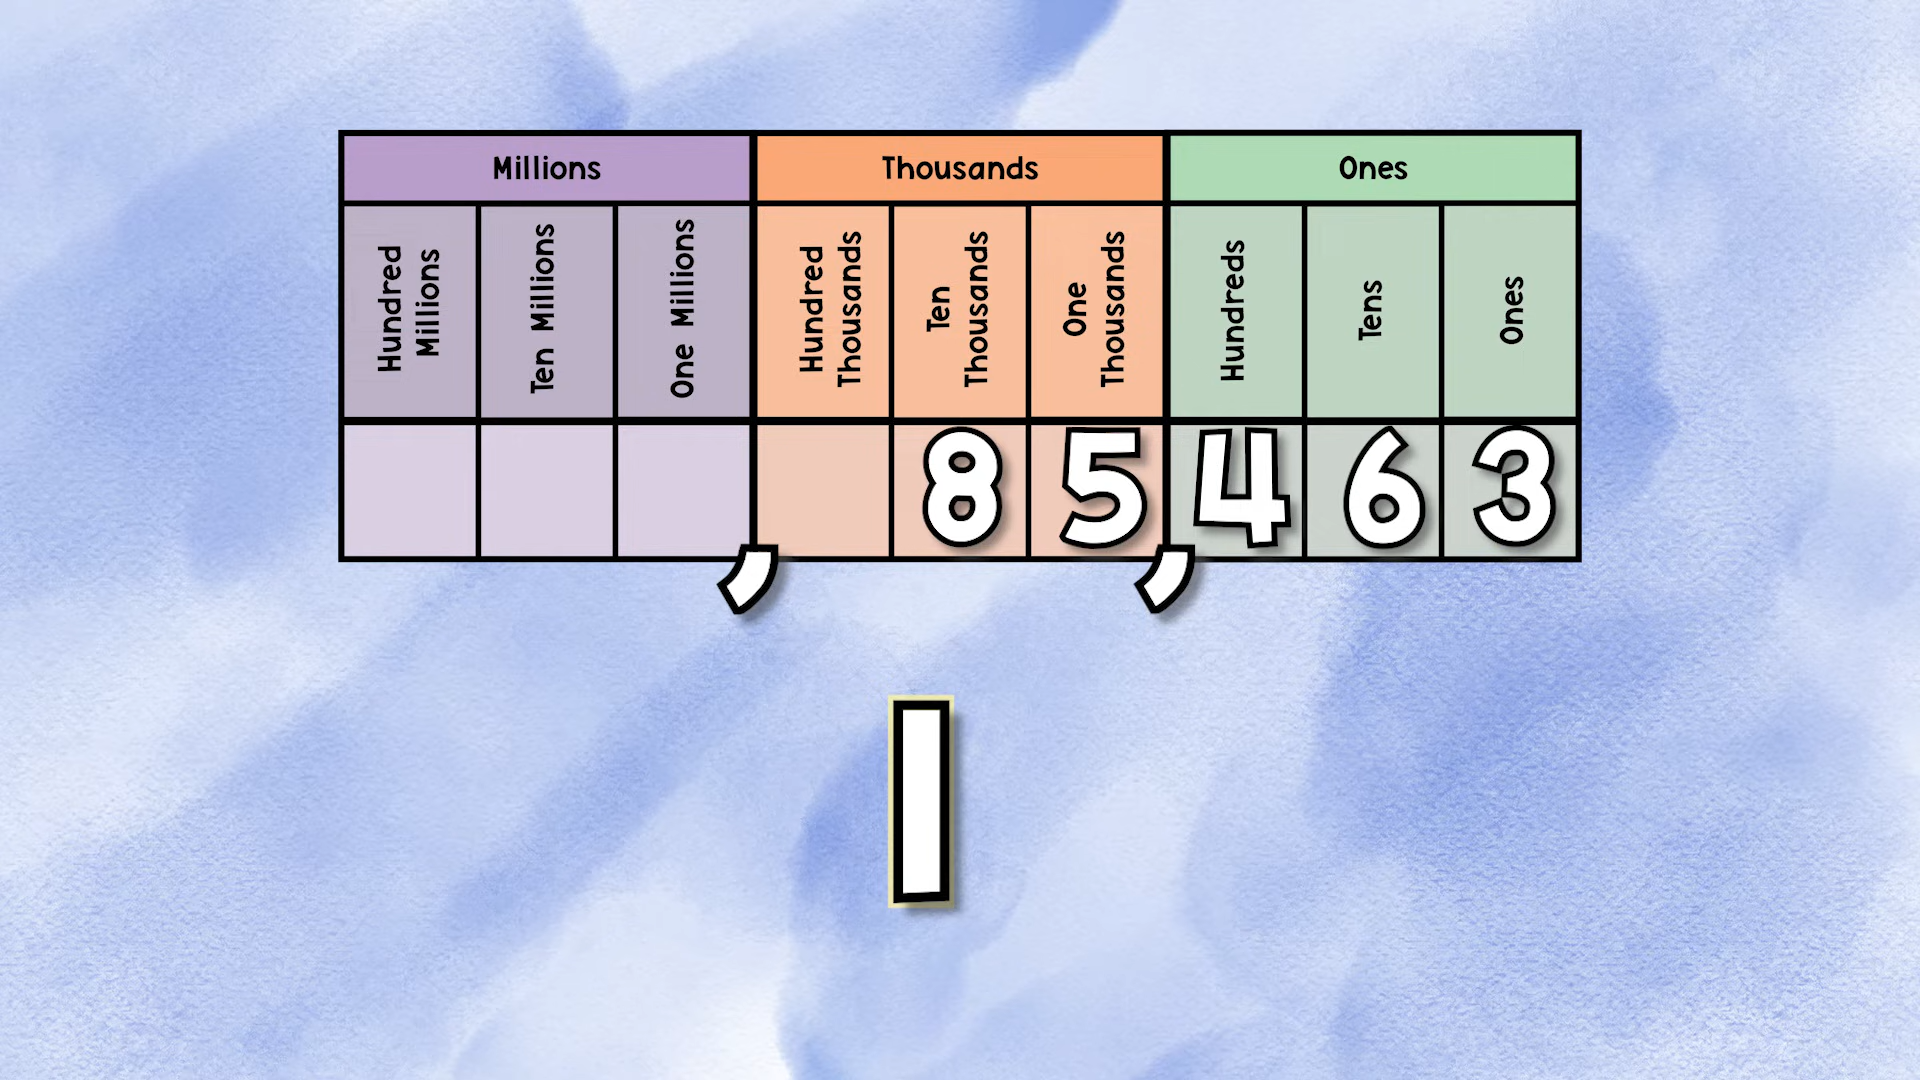 Millions Thousands Ones
Hundred Millions Ten Millions One Millions Hundred Thousands Ten Thousands One Thousands Hundreds Tens Ones
, 8 5 , 4 6 3
1